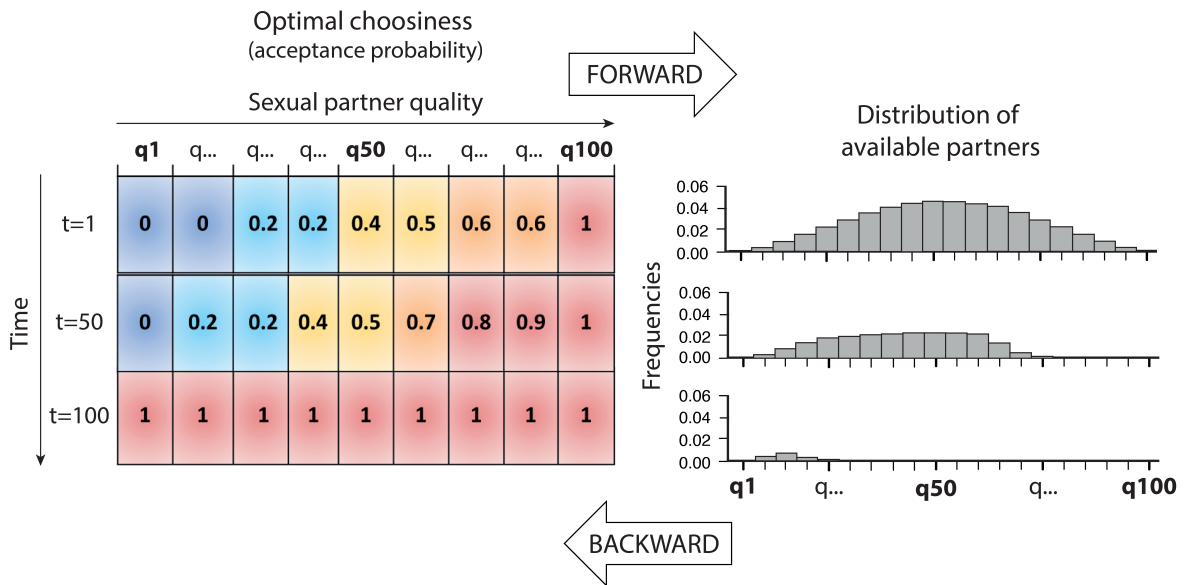 Optimal choosiness
(acceptance probability)
FORWARD
Sexual partner quality
q1 q... q... q... q50 q... q... q... q100
Time
t=1 0 0 0.2 0.2 0.4 0.5 0.6 0.6 1
t=50 0 0.2 0.2 0.4 0.5 0.7 0.8 0.9 1
t=100 1 1 1 1 1 1 1 1 1
Distribution of
available partners
Frequencies
0.06
0.04
0.02
0.00
0.06
0.04
0.02
0.00
0.06
0.04
0.02
0.00
q1 q... q50 q... q100
BACKWARD